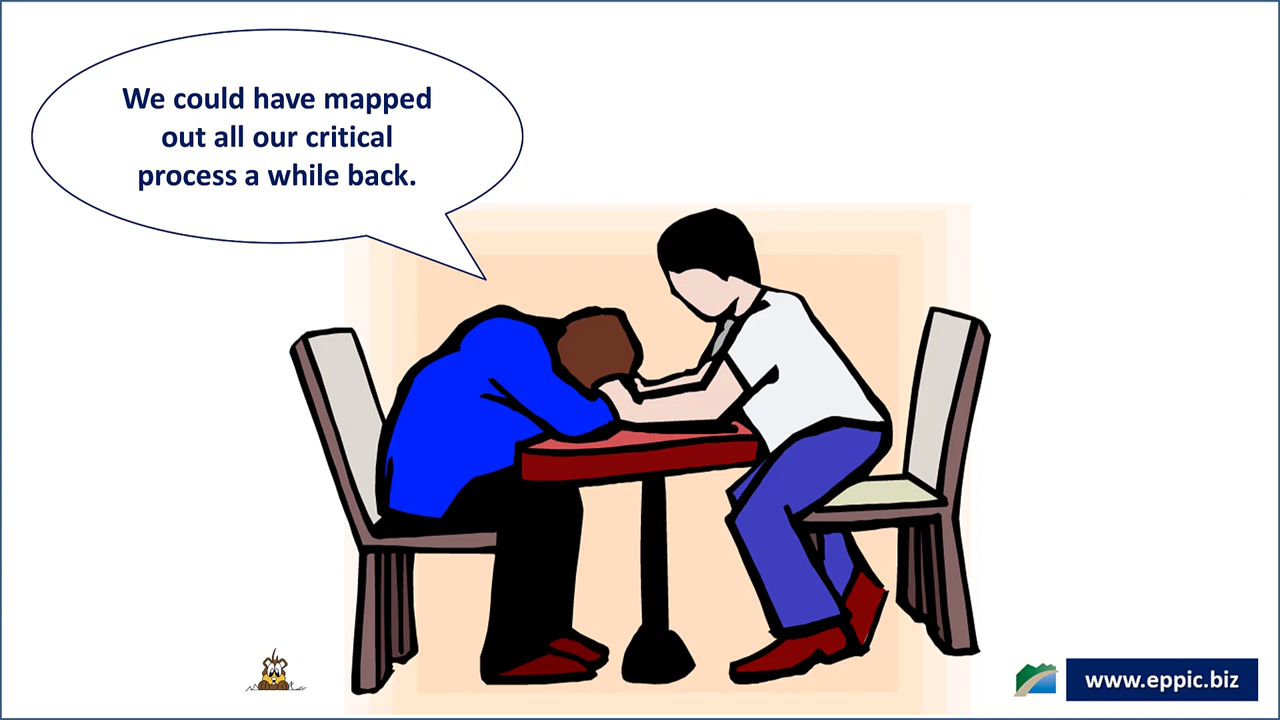 We could have mapped
out all our critical
process a while back.
www.eppic.biz